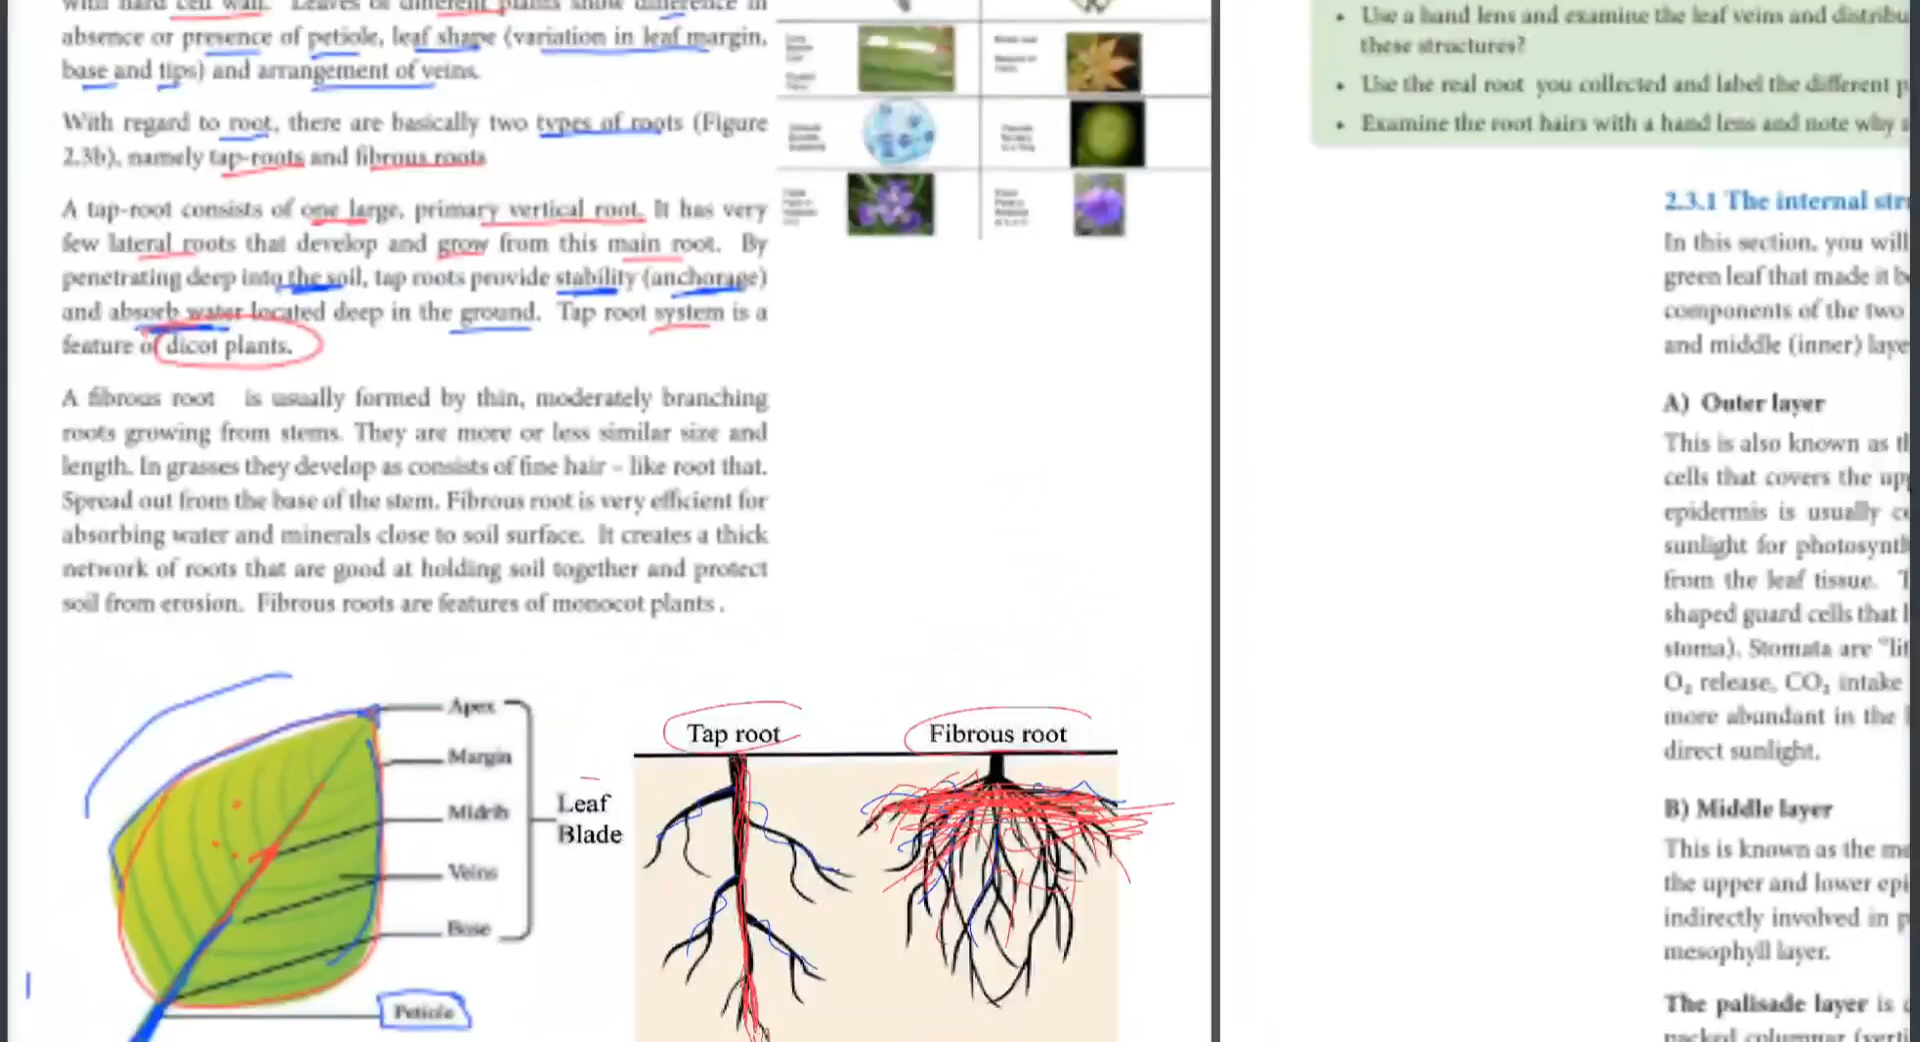 absence or presence of petiole, leaf shape (variation in leaf margin,
base and tips) and arrangement of veins.
With regard to root, there are basically two types of roots (Figure
2.3b), namely tap-roots and fibrous roots
A tap-root consists of one large, primary vertical root. It has very
few lateral roots that develop and grow from this main root. By
penetrating deep into the soil, tap roots provide stability (anchorage)
and absorb water located deep in the ground. Tap root system is a
feature of dicot plants.
A fibrous root is usually formed by thin, moderately branching
roots growing from stems. They are more or less similar size and
length. In grasses they develop as consists of fine hair – like root that.
Spread out from the base of the stem. Fibrous root is very efficient for
absorbing water and minerals close to soil surface. It creates a thick
network of roots that are good at holding soil together and protect
soil from erosion. Fibrous roots are features of monocot plants.
Apex
Margin
Midrib
Veins
Base
Petiole
Leaf
Blade
Tap root
Fibrous root
• Use a hand lens and examine the leaf veins and distribu
these structures?
• Use the real root you collected and label the different p
• Examine the root hairs with a hand lens and note why
2.3.1 The internal str
In this section, you will
green leaf that made it b
components of the two
and middle (inner) laye
A) Outer layer
This is also known as th
cells that covers the up
epidermis is usually c
sunlight for photosynth
from the leaf tissue. T
shaped guard cells that l
stoma). Stomata are "lit
O₂ release, CO₂ intake
more abundant in the
direct sunlight.
B) Middle layer
This is known as the me
the upper and lower epi
indirectly involved in p
mesophyll layer.
The palisade layer is
packed columnar (verti